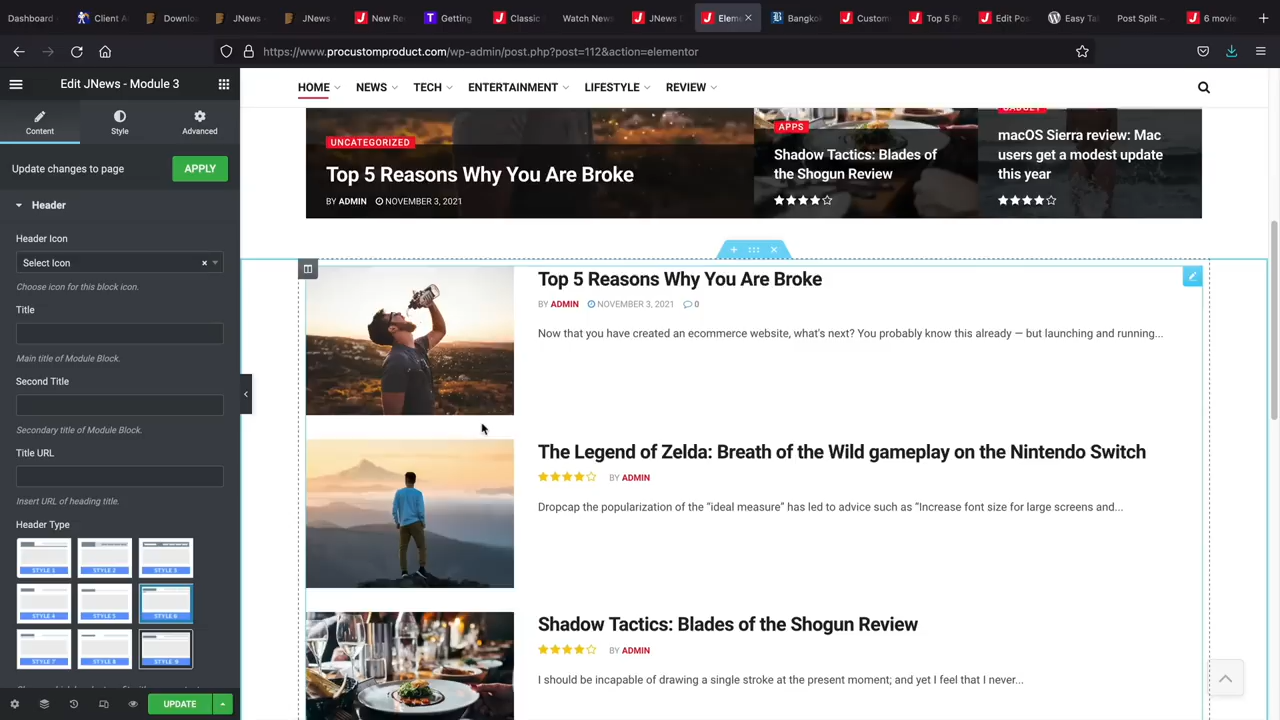 Dashboard
Client A
Downlo
JNews
JNews
New Re
Getting
Classic
Watch News
JNews
Elem
Bangko
Custom
Top 5 R
Edit Pos
Easy Ta
Post Split –
6 movie
https://www.procustomproduct.com/wp-admin/post.php?post=112&action=elementor
Edit JNews - Module 3
Content
Style
Advanced
Update changes to page
APPLY
Header
Header Icon
Select Icon
Choose icon for this block icon.
Title
Main title of Module Block.
Second Title
Secondary title of Module Block.
Title URL
Insert URL of heading title.
Header Type
STYLE 1
STYLE 2
STYLE 3
STYLE 4
STYLE 5
STYLE 6
STYLE 7
STYLE 8
STYLE 9
UPDATE
HOME
NEWS
TECH
ENTERTAINMENT
LIFESTYLE
REVIEW
UNCATEGORIZED
Top 5 Reasons Why You Are Broke
BY ADMIN NOVEMBER 3, 2021
APPS
Shadow Tactics: Blades of
the Shogun Review
GADGET
macOS Sierra review: Mac
users get a modest update
this year
Top 5 Reasons Why You Are Broke
BY ADMIN NOVEMBER 3, 2021 0
Now that you have created an ecommerce website, what's next? You probably know this already — but launching and running...
The Legend of Zelda: Breath of the Wild gameplay on the Nintendo Switch
BY ADMIN
Dropcap the popularization of the “ideal measure” has led to advice such as “Increase font size for large screens and...
Shadow Tactics: Blades of the Shogun Review
BY ADMIN
I should be incapable of drawing a single stroke at the present moment; and yet I feel that I never...